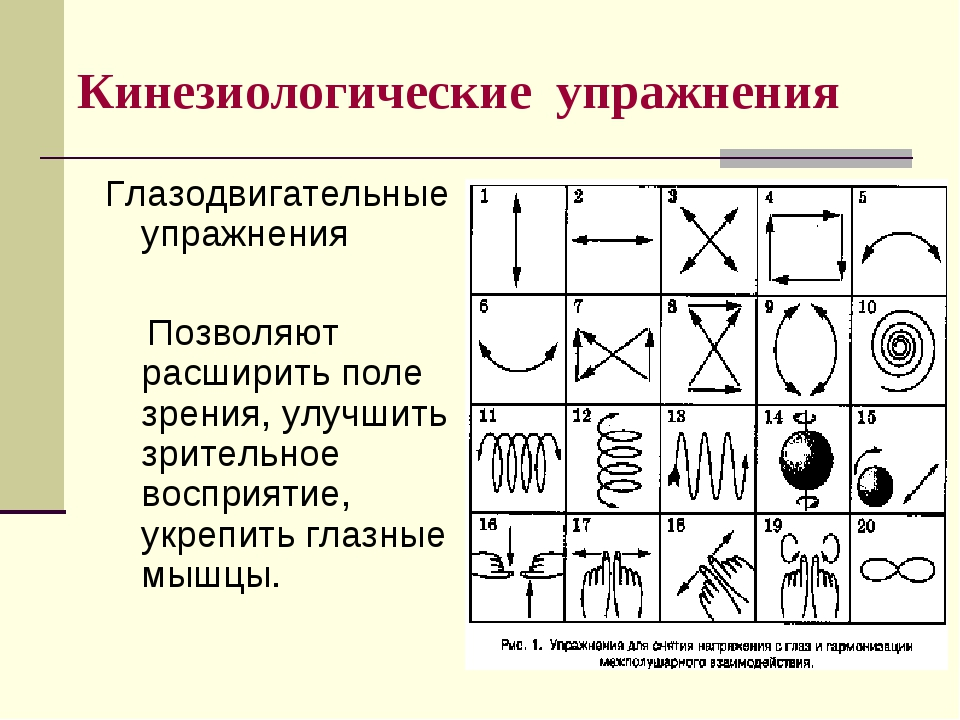 Кинезиологические упражнения
Глазодвигательные
упражнения
Позволяют
расширить поле
зрения, улучшить
зрительное
восприятие,
укрепить глазные
мышцы.
1 2 3 4 5
6 7 8 9 10
11 12 13 14 15
16 17 18 19 20
Рис. 1. Упражнения для снятия напряжения с глаз и гармонизации
межполушарного взаимодействия.